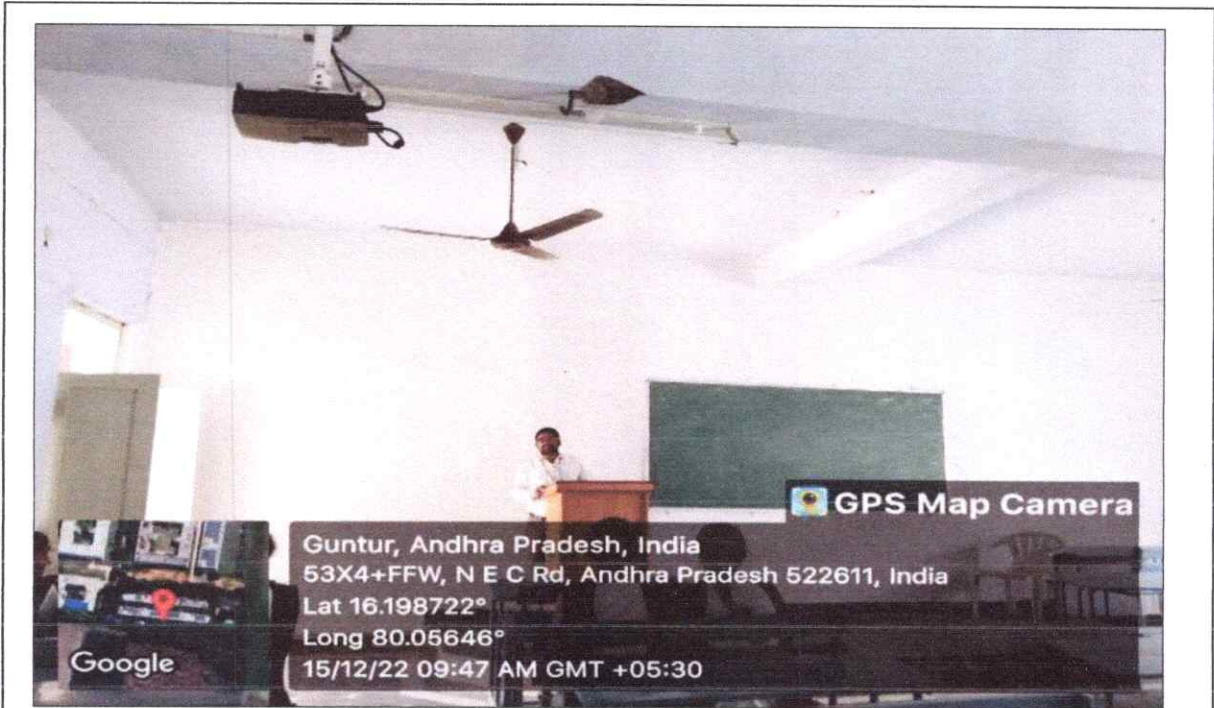 GPS Map Camera
Guntur, Andhra Pradesh, India
53X4+FFW, N E C Rd, Andhra Pradesh 522611, India
Lat 16.198722°
Long 80.05646°
15/12/22 09:47 AM GMT +05:30
Google